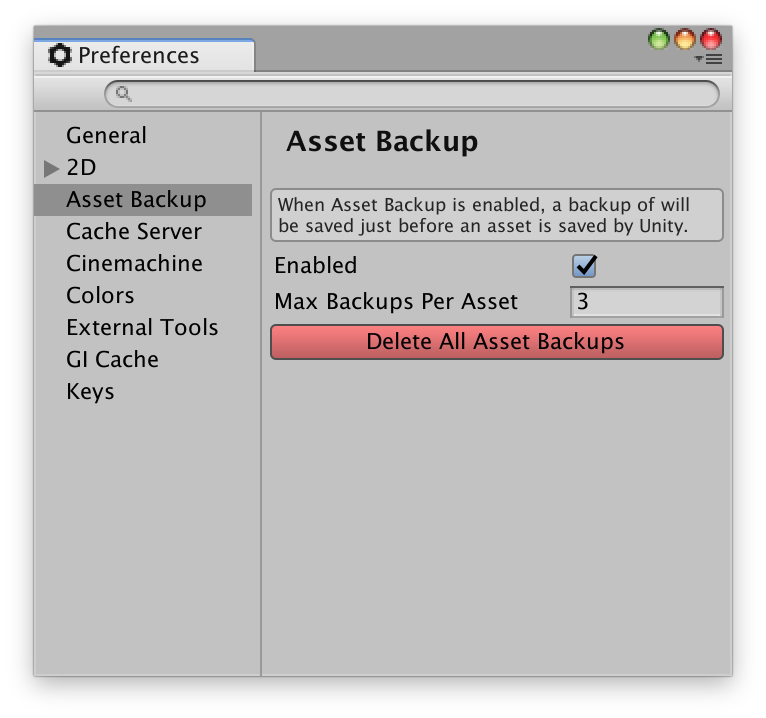 Preferences
General
2D
Asset Backup
Cache Server
Cinemachine
Colors
External Tools
GI Cache
Keys
Asset Backup
When Asset Backup is enabled, a backup of will
be saved just before an asset is saved by Unity.
Enabled
Max Backups Per Asset 3
Delete All Asset Backups